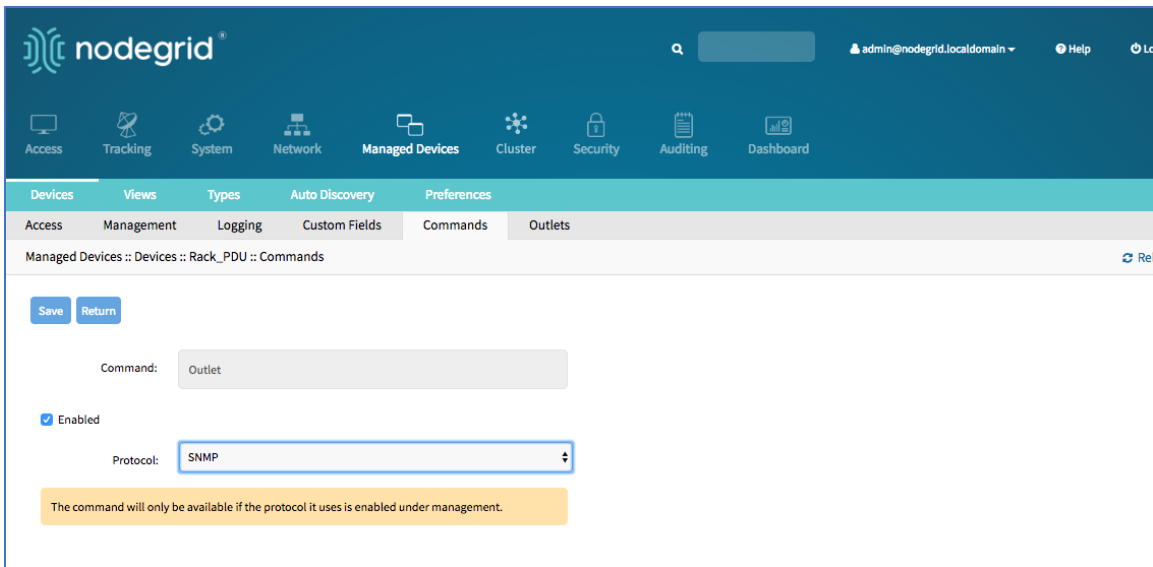 nodegrid®
admin@nodegrid.localdomain Help
Access Tracking System Network Managed Devices Cluster Security Auditing Dashboard
Devices Views Types Auto Discovery Preferences
Access Management Logging Custom Fields Commands Outlets
Managed Devices :: Devices :: Rack_PDU :: Commands
Save Return
Command: Outlet
Enabled
Protocol: SNMP
The command will only be available if the protocol it uses is enabled under management.